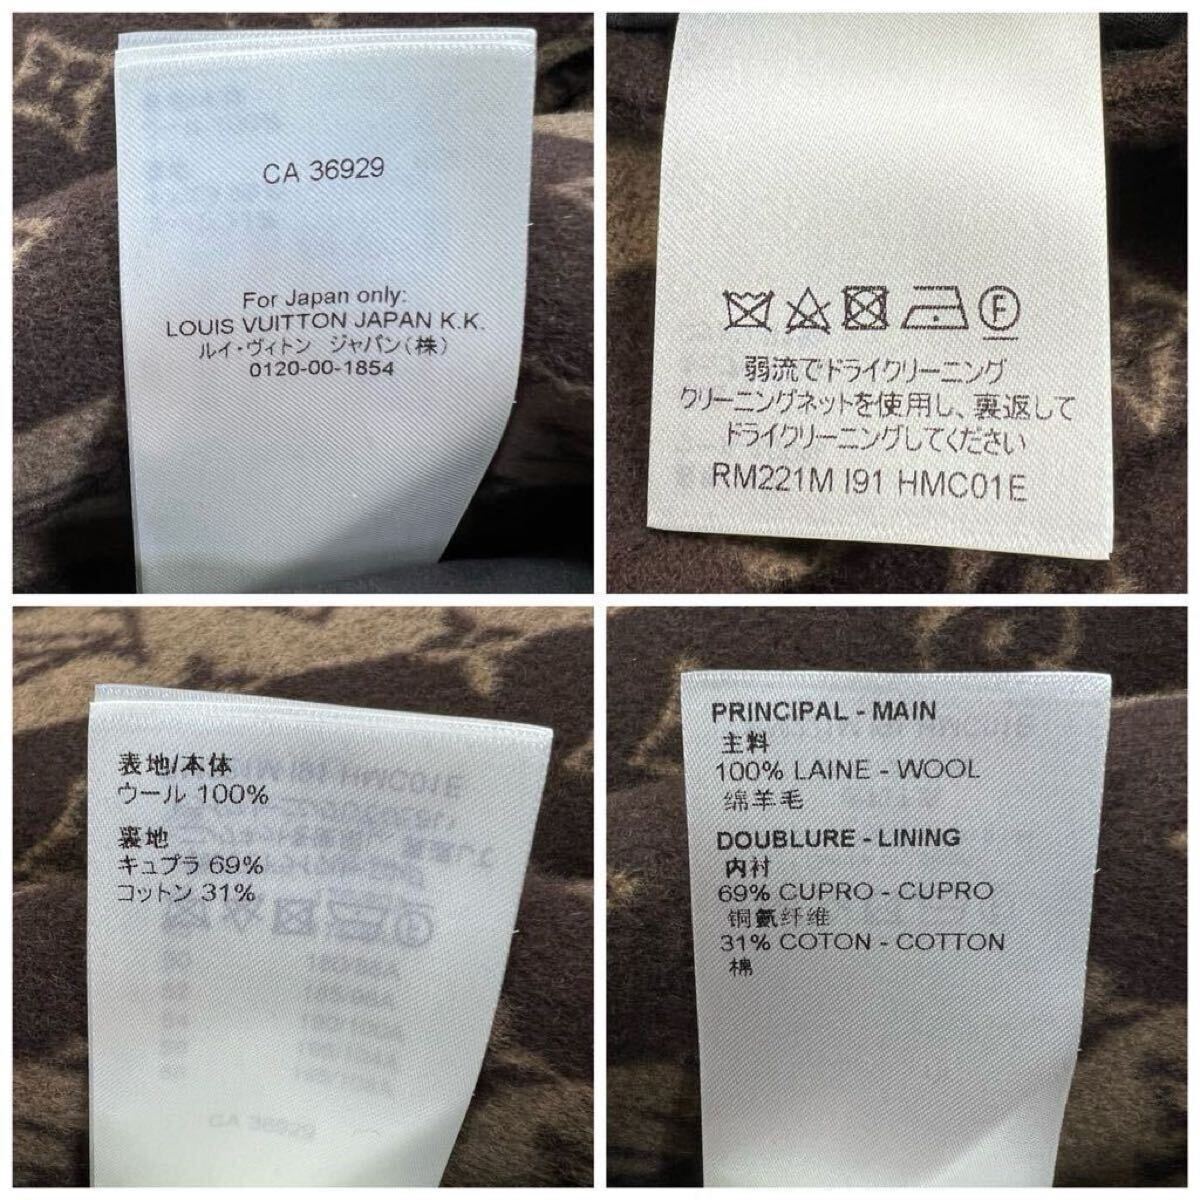 CA 36929
For Japan only:
LOUIS VUITTON JAPAN K.K.
ルイ・ヴィトン ジャパン(株)
0120-00-1854
F
弱流でドライクリーニング
クリーニングネットを使用し、裏返して
ドライクリーニングしてください
RM221M I91 HMC01E
表地/本体
ウール 100%
裏地
キュプラ 69%
コットン 31%
PRINCIPAL - MAIN
主料
100% LAINE - WOOL
绵羊毛
DOUBLURE - LINING
内衬
69% CUPRO - CUPRO
铜氨纤维
31% COTON - COTTON
棉